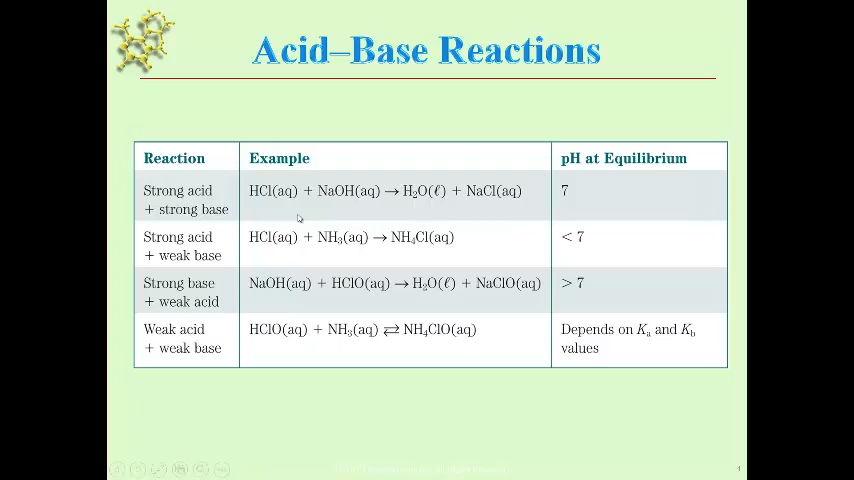 Acid–Base Reactions
Reaction Example pH at Equilibrium
Strong acid + strong base HCl(aq) + NaOH(aq) → H₂O(ℓ) + NaCl(aq) 7
Strong acid + weak base HCl(aq) + NH₃(aq) → NH₄Cl(aq) < 7
Strong base + weak acid NaOH(aq) + HClO(aq) → H₃O(ℓ) + NaClO(aq) > 7
Weak acid + weak base HClO(aq) + NH₃(aq) ⇄ NH₄ClO(aq) Depends on Kₐ and K_b values
1